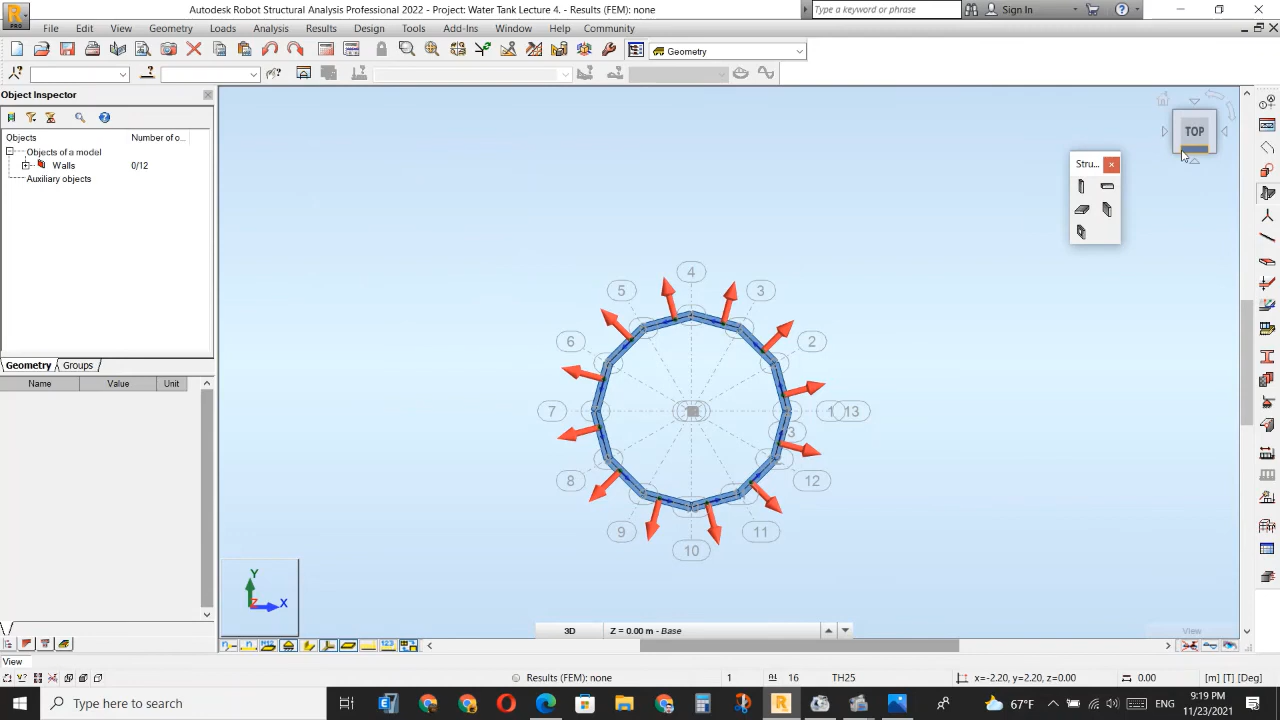 Autodesk Robot Structural Analysis Professional 2022 - Project: Water Tank Lecture 4. - Results (FEM): none
Type a keyword or phrase
Sign In
File Edit View Geometry Loads Analysis Results Design Tools Add-Ins Window Help Community
Geometry
Object Inspector
Objects Number of o...
Objects of a model
Walls 0/12
Auxiliary objects
Geometry Groups
Name Value Unit
TOP
Stru...
4
5
3
6
2
7
13
3
8
12
9
11
10
Y
Z
X
3D Z = 0.00 m - Base
View
View
Results (FEM): none 1 16 TH25 x=-2.20, y=2.20, z=0.00 0.00 [m] [T] [Deg]
Type here to search
67°F
9:19 PM
11/23/2021